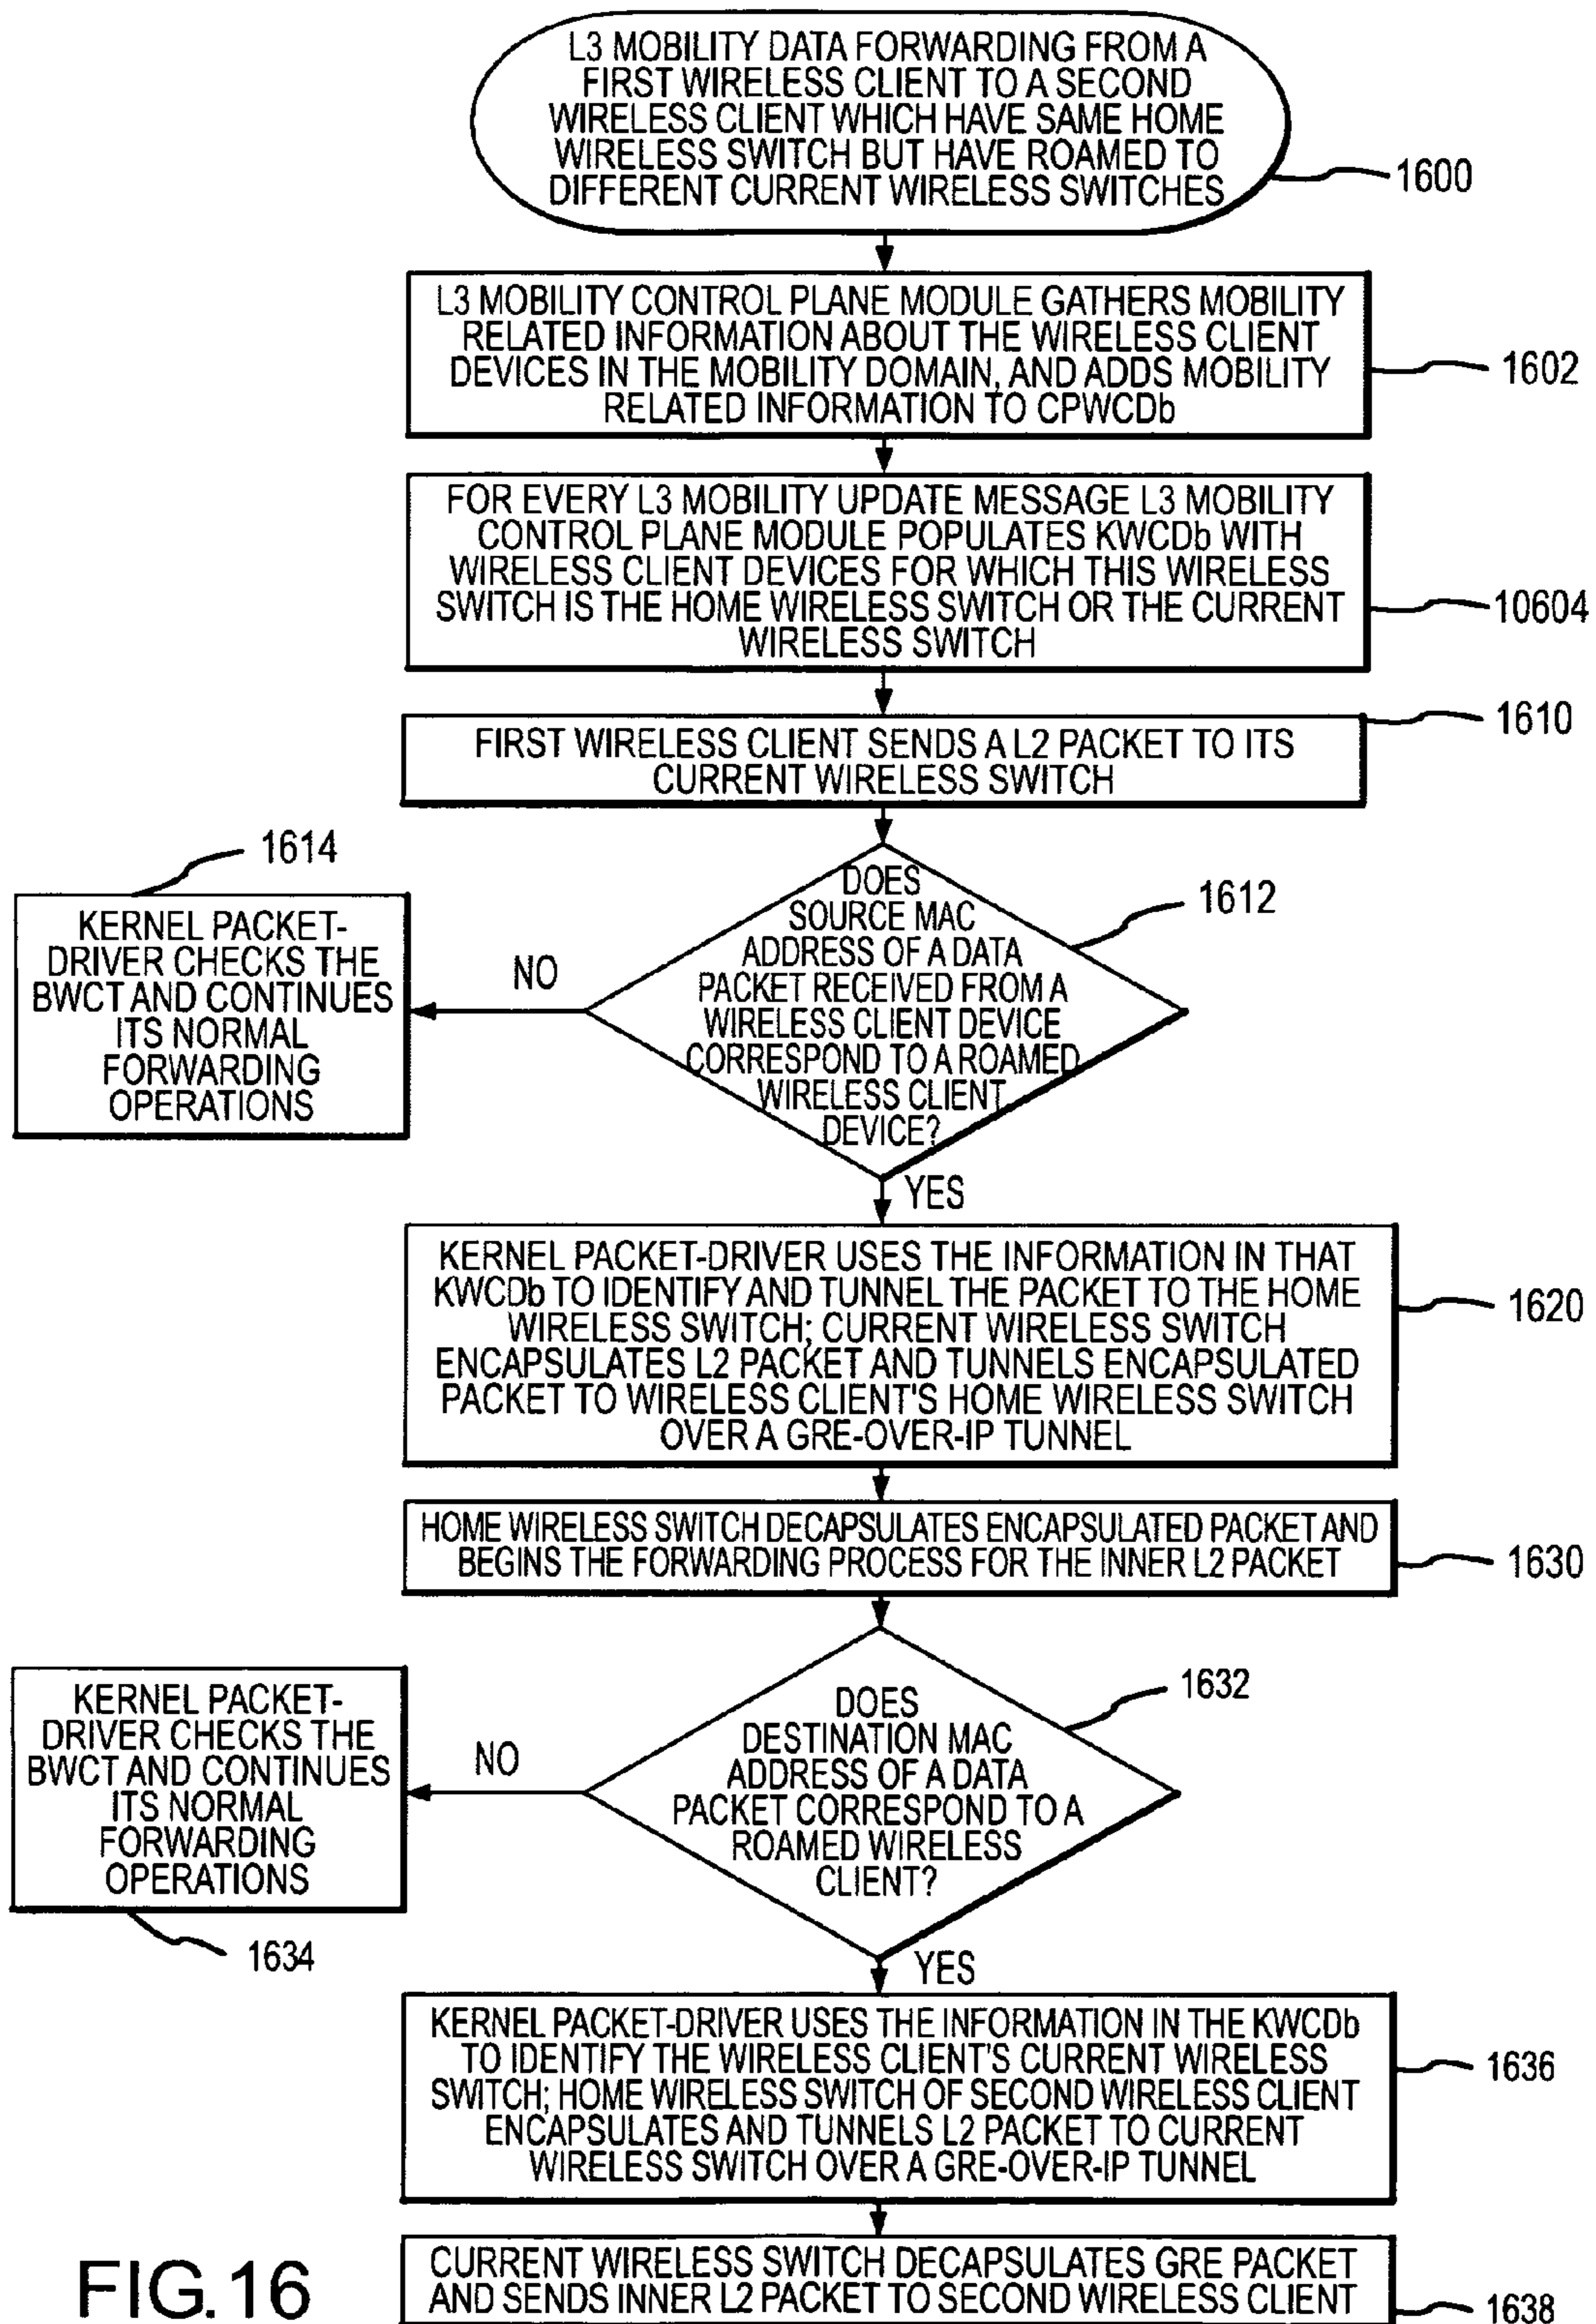 L3 MOBILITY DATA FORWARDING FROM A
FIRST WIRELESS CLIENT TO A SECOND
WIRELESS CLIENT WHICH HAVE SAME HOME
WIRELESS SWITCH BUT HAVE ROAMED TO
DIFFERENT CURRENT WIRELESS SWITCHES
1600
L3 MOBILITY CONTROL PLANE MODULE GATHERS MOBILITY
RELATED INFORMATION ABOUT THE WIRELESS CLIENT
DEVICES IN THE MOBILITY DOMAIN, AND ADDS MOBILITY
RELATED INFORMATION TO CPWCDb
1602
FOR EVERY L3 MOBILITY UPDATE MESSAGE L3 MOBILITY
CONTROL PLANE MODULE POPULATES KWCDb WITH
WIRELESS CLIENT DEVICES FOR WHICH THIS WIRELESS
SWITCH IS THE HOME WIRELESS SWITCH OR THE CURRENT
WIRELESS SWITCH
10604
FIRST WIRELESS CLIENT SENDS A L2 PACKET TO ITS
CURRENT WIRELESS SWITCH
1610
DOES
SOURCE MAC
ADDRESS OF A DATA
PACKET RECEIVED FROM A
WIRELESS CLIENT DEVICE
CORRESPOND TO A ROAMED
WIRELESS CLIENT
DEVICE?
1612
NO
1614
KERNEL PACKET-
DRIVER CHECKS THE
BWCT AND CONTINUES
ITS NORMAL
FORWARDING
OPERATIONS
YES
KERNEL PACKET-DRIVER USES THE INFORMATION IN THAT
KWCDb TO IDENTIFY AND TUNNEL THE PACKET TO THE HOME
WIRELESS SWITCH; CURRENT WIRELESS SWITCH
ENCAPSULATES L2 PACKET AND TUNNELS ENCAPSULATED
PACKET TO WIRELESS CLIENT'S HOME WIRELESS SWITCH
OVER A GRE-OVER-IP TUNNEL
1620
HOME WIRELESS SWITCH DECAPSULATES ENCAPSULATED PACKET AND
BEGINS THE FORWARDING PROCESS FOR THE INNER L2 PACKET
1630
DOES
DESTINATION MAC
ADDRESS OF A DATA
PACKET CORRESPOND TO A
ROAMED WIRELESS
CLIENT?
1632
NO
KERNEL PACKET-
DRIVER CHECKS THE
BWCT AND CONTINUES
ITS NORMAL
FORWARDING
OPERATIONS
1634
YES
KERNEL PACKET-DRIVER USES THE INFORMATION IN THE KWCDb
TO IDENTIFY THE WIRELESS CLIENT'S CURRENT WIRELESS
SWITCH; HOME WIRELESS SWITCH OF SECOND WIRELESS CLIENT
ENCAPSULATES AND TUNNELS L2 PACKET TO CURRENT
WIRELESS SWITCH OVER A GRE-OVER-IP TUNNEL
1636
CURRENT WIRELESS SWITCH DECAPSULATES GRE PACKET
AND SENDS INNER L2 PACKET TO SECOND WIRELESS CLIENT
1638
FIG.16